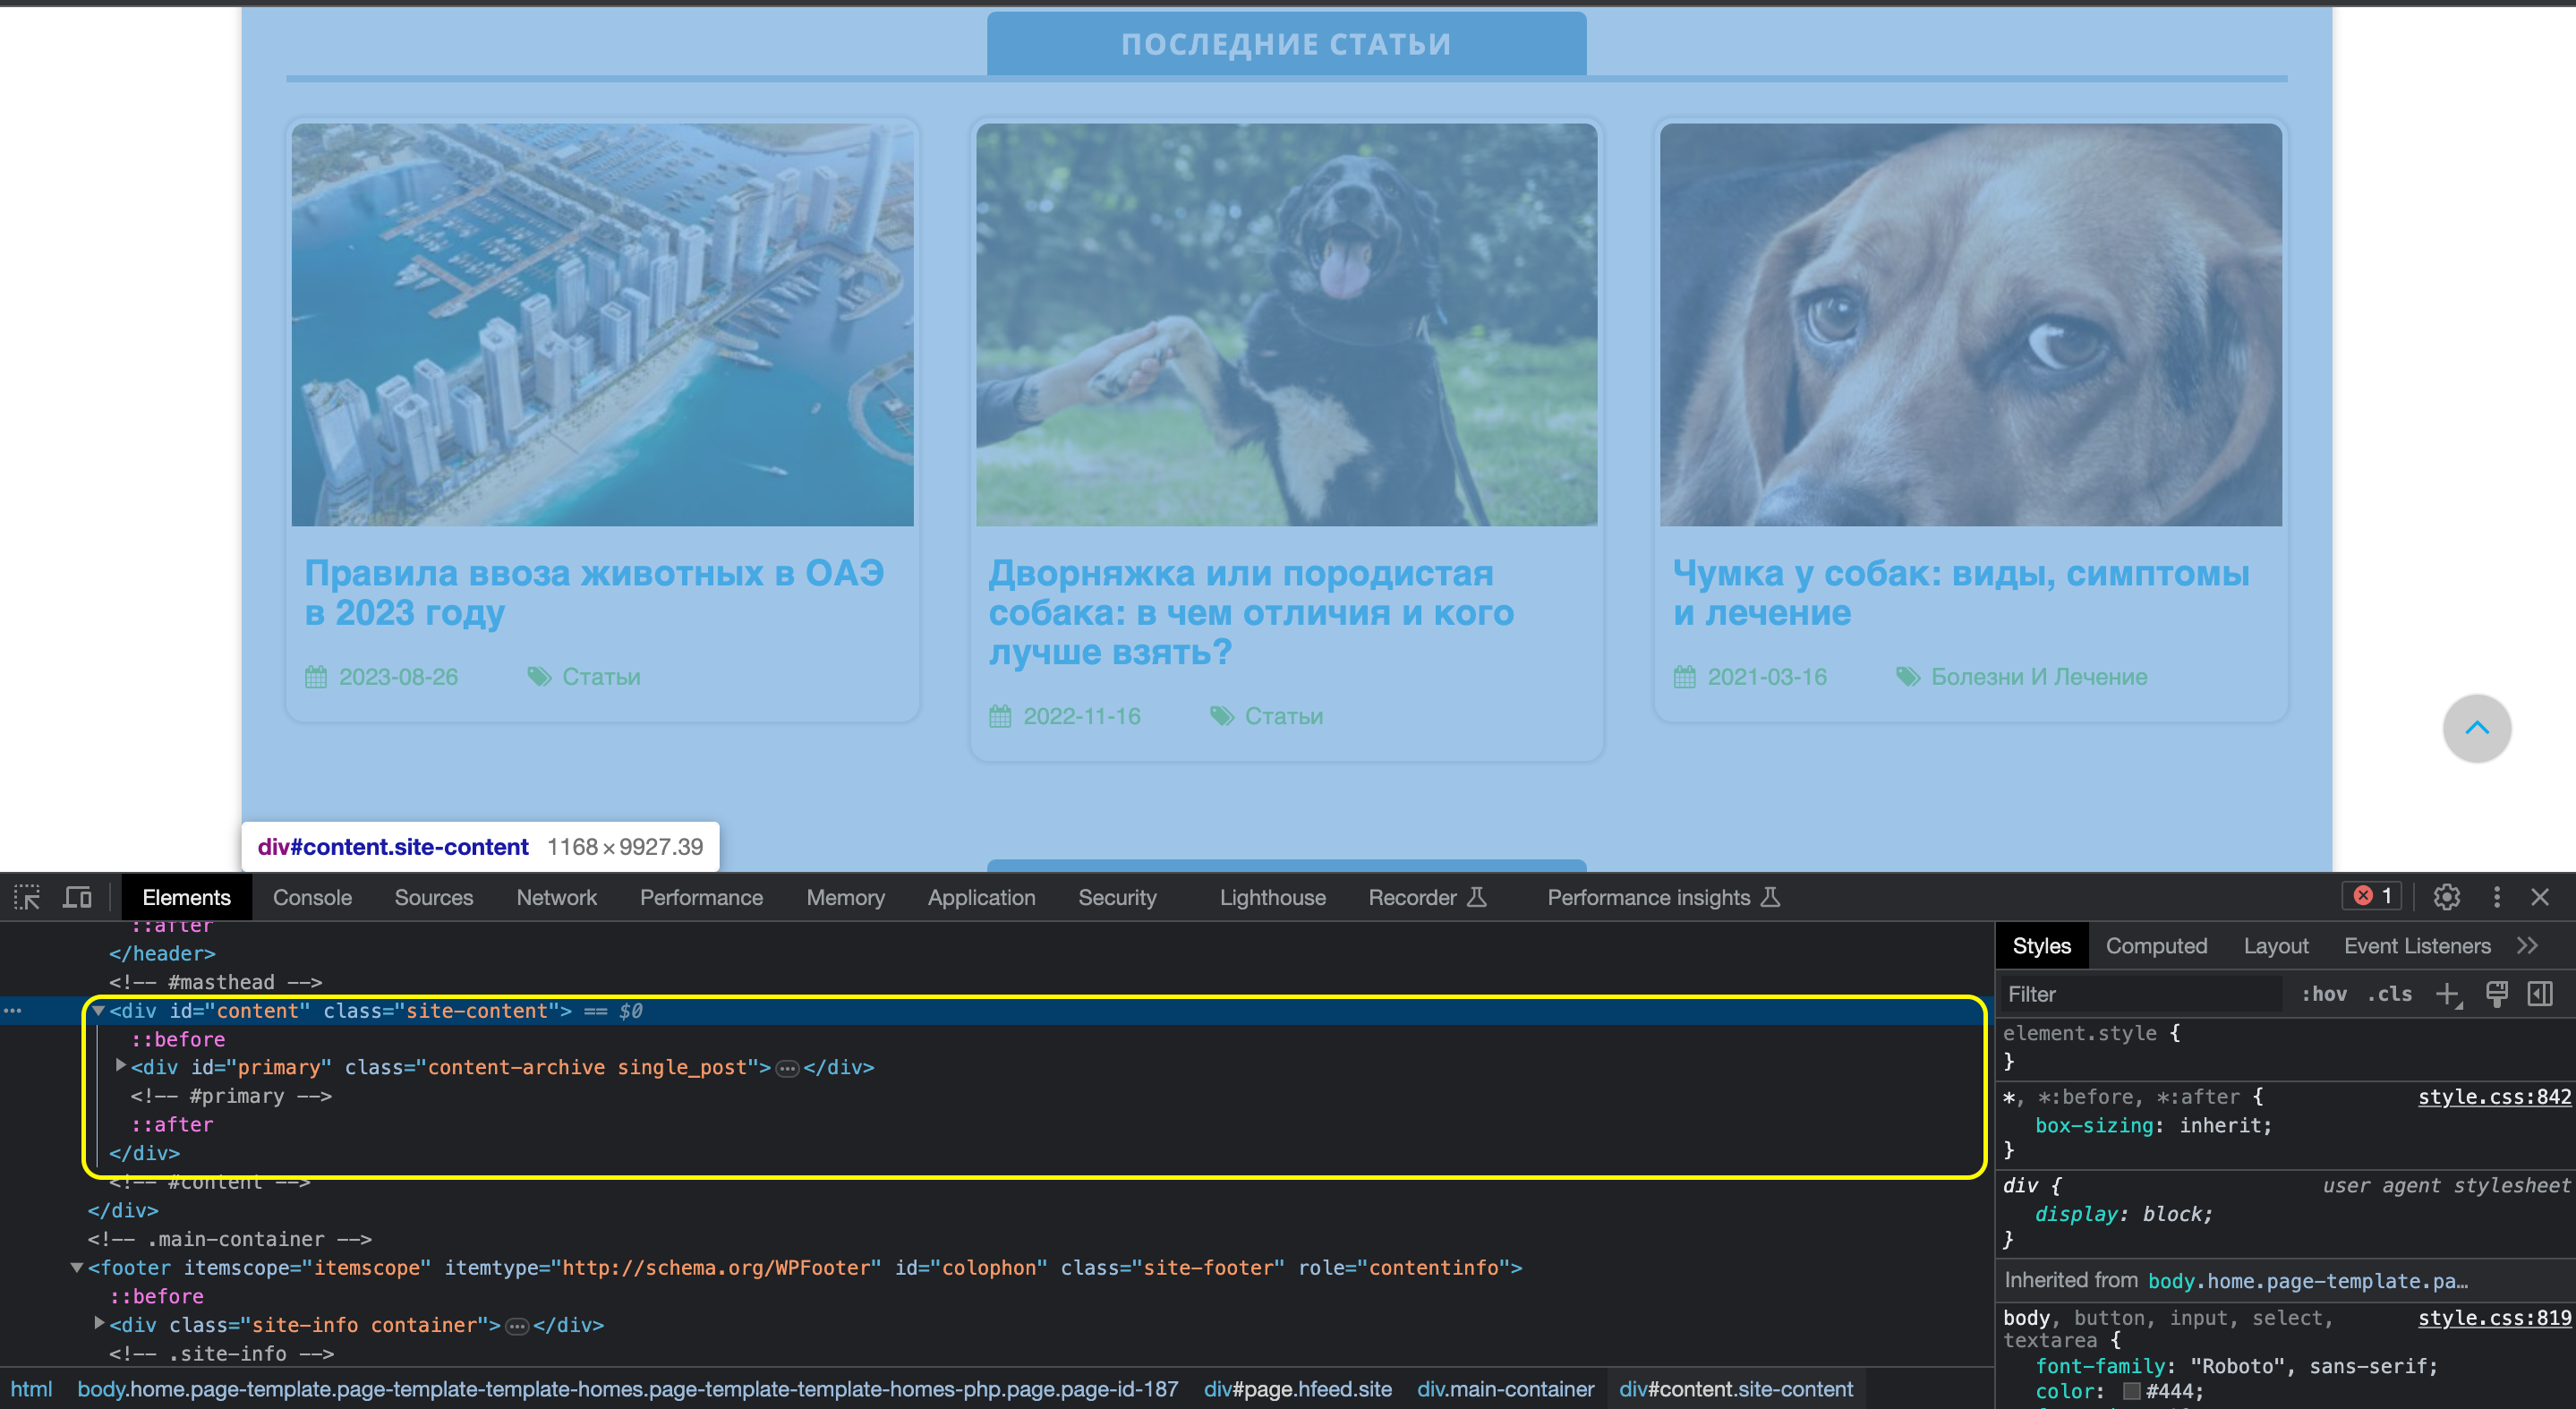 ПОСЛЕДНИЕ СТАТЬИ
Правила ввоза животных в ОАЭ
в 2023 году
2023-08-26 Статьи
Дворняжка или породистая
собака: в чем отличия и кого
лучше взять?
2022-11-16 Статьи
Чумка у собак: виды, симптомы
и лечение
2021-03-16 Болезни И Лечение
div#content.site-content 1168×9927.39
Elements Console Sources Network Performance Memory Application Security Lighthouse Recorder Performance insights 1
::after
</header>
<!-- #masthead -->
<div id="content" class="site-content"> == $0
::before
<div id="primary" class="content-archive single_post">…</div>
<!-- #primary -->
::after
</div>
<!-- #content -->
</div>
<!-- .main-container -->
<footer itemscope="itemscope" itemtype="http://schema.org/WPFooter" id="colophon" class="site-footer" role="contentinfo">
::before
<div class="site-info container">…</div>
<!-- .site-info -->
html body.home.page-template.page-template-template-homes.page-template-template-homes-php.page.page-id-187 div#page.hfeed.site div.main-container div#content.site-content
Styles Computed Layout Event Listeners
Filter :hov .cls
element.style {
}
*, *:before, *:after { style.css:842
box-sizing: inherit;
}
div { user agent stylesheet
display: block;
}
Inherited from body.home.page-template.pa…
body, button, input, select, style.css:819
textarea {
font-family: "Roboto", sans-serif;
color: #444;